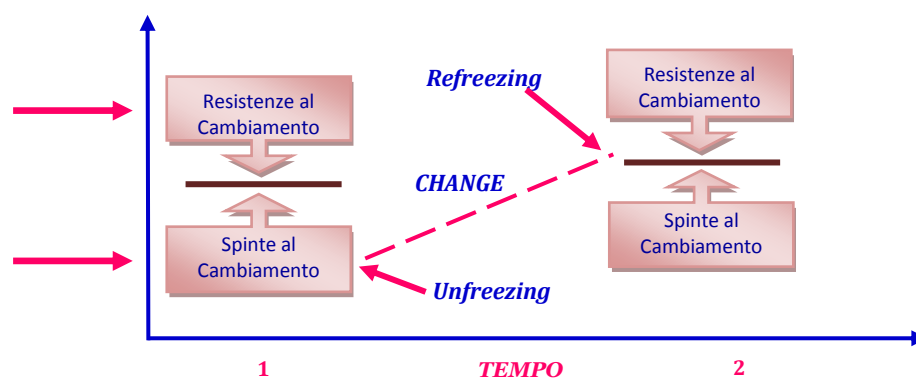 Resistenze al
Cambiamento
Refreezing
Resistenze al
Cambiamento
CHANGE
Spinte al
Cambiamento
Spinte al
Cambiamento
Unfreezing
1
TEMPO
2